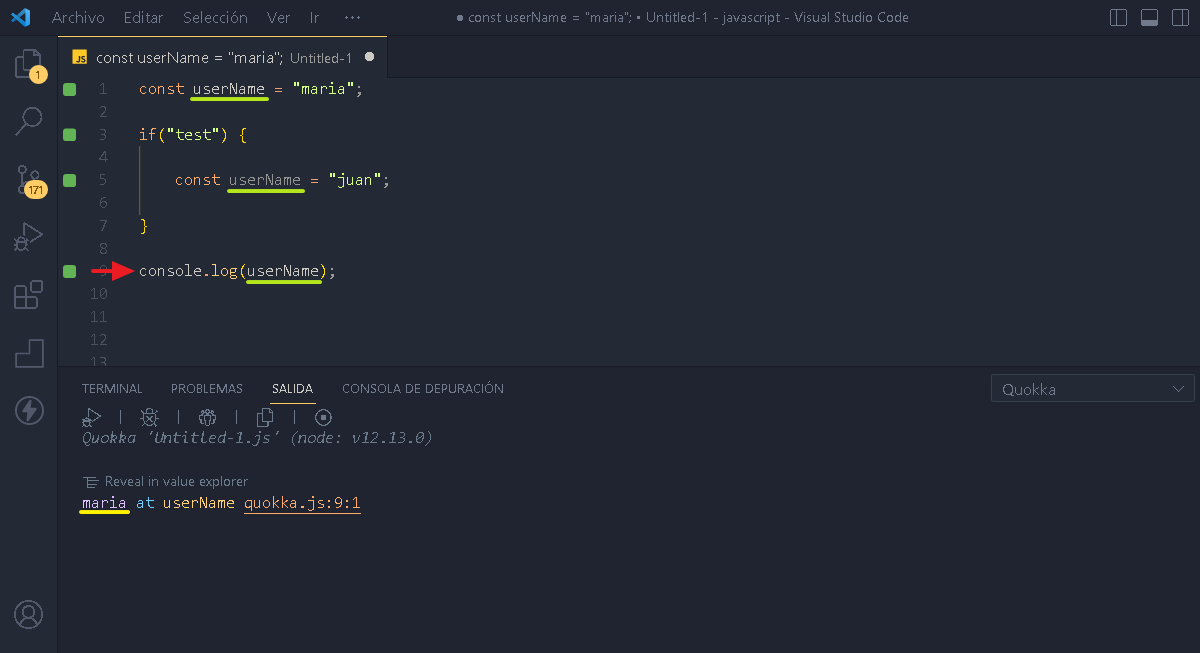 Archivo Editar Selección Ver Ir ··· ● const userName = "maria"; • Untitled-1 - javascript - Visual Studio Code
JS const userName = "maria"; Untitled-1 ●
1
171
1 const userName = "maria";
2
3 if("test") {
4
5 const userName = "juan";
6
7 }
8
9 console.log(userName);
10
11
12
13
TERMINAL PROBLEMAS SALIDA CONSOLA DE DEPURACIÓN Quokka
Quokka 'Untitled-1.js' (node: v12.13.0)
Reveal in value explorer
maria at userName quokka.js:9:1